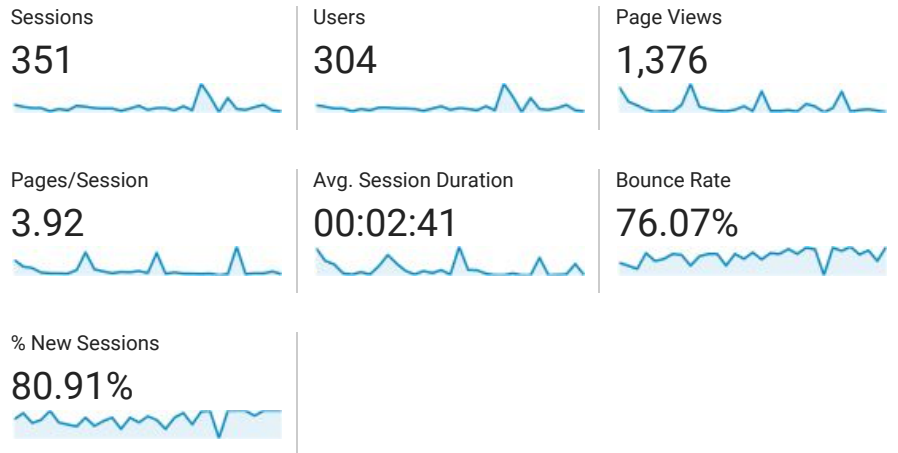 Sessions
351
Users
304
Page Views
1,376
Pages/Session
3.92
Avg. Session Duration
00:02:41
Bounce Rate
76.07%
% New Sessions
80.91%